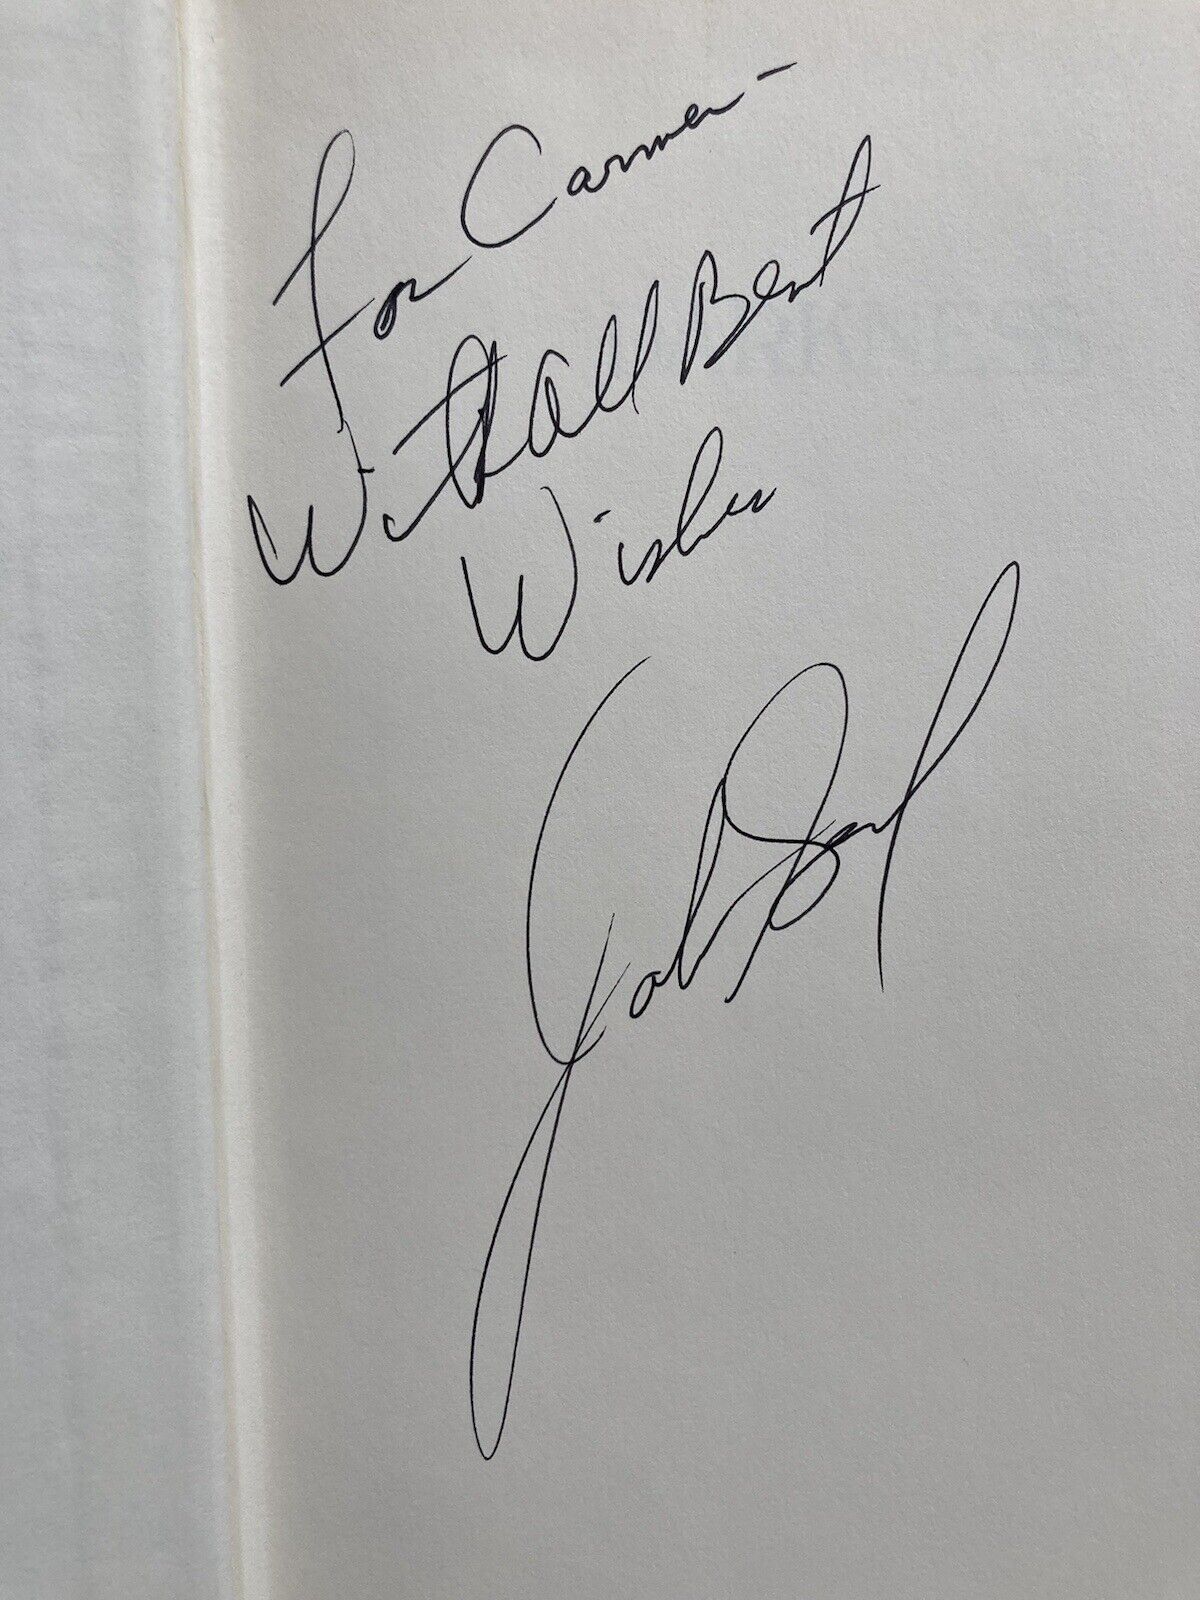 For Carmen -
With All Best
Wishes